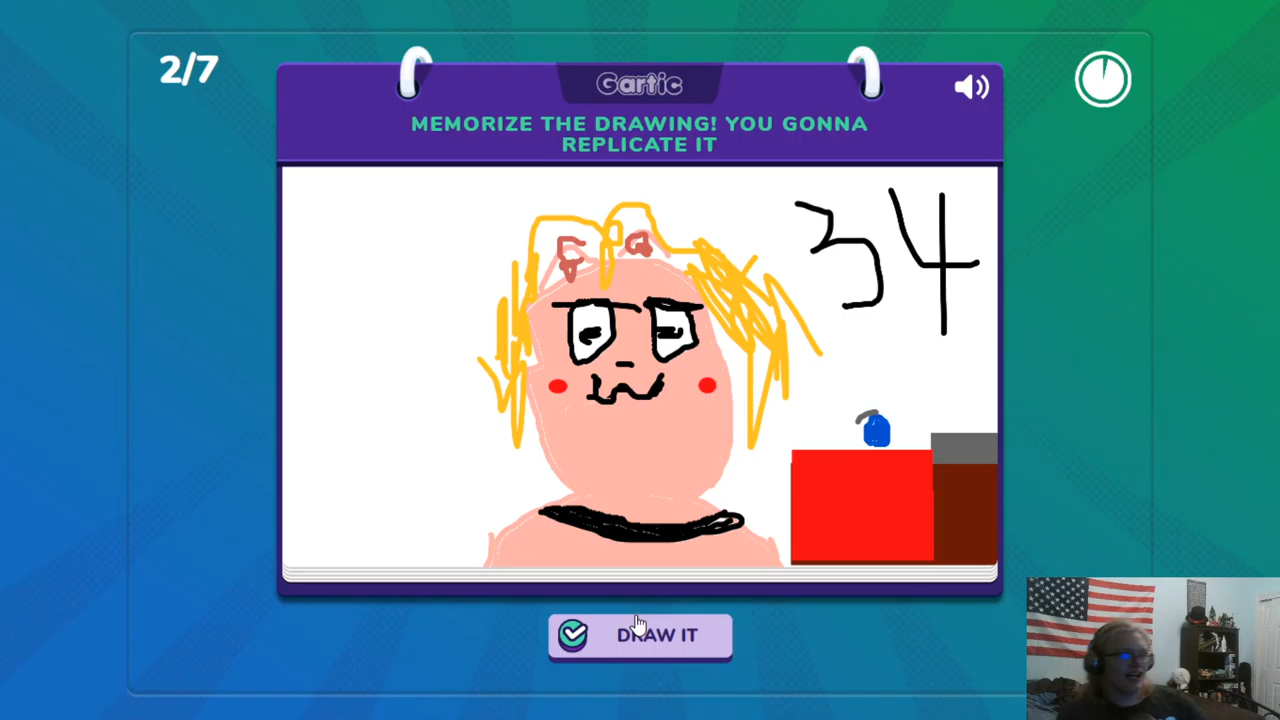 2/7
Gartic
MEMORIZE THE DRAWING! YOU GONNA
REPLICATE IT
34
DRAW IT